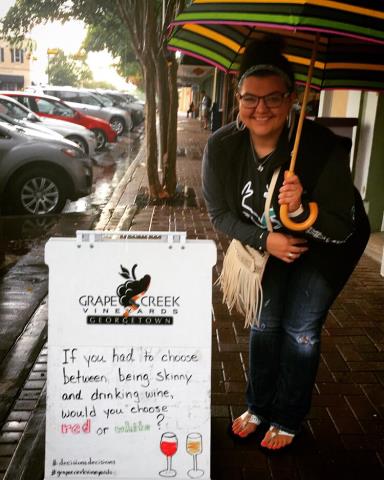 GRAPE CREEK
VINEYARDS
GEORGETOWN
If you had to choose
between being skinny
and drinking wine,
would you choose
red or white?
#decisionsdecisions
#grapecreekvineyards